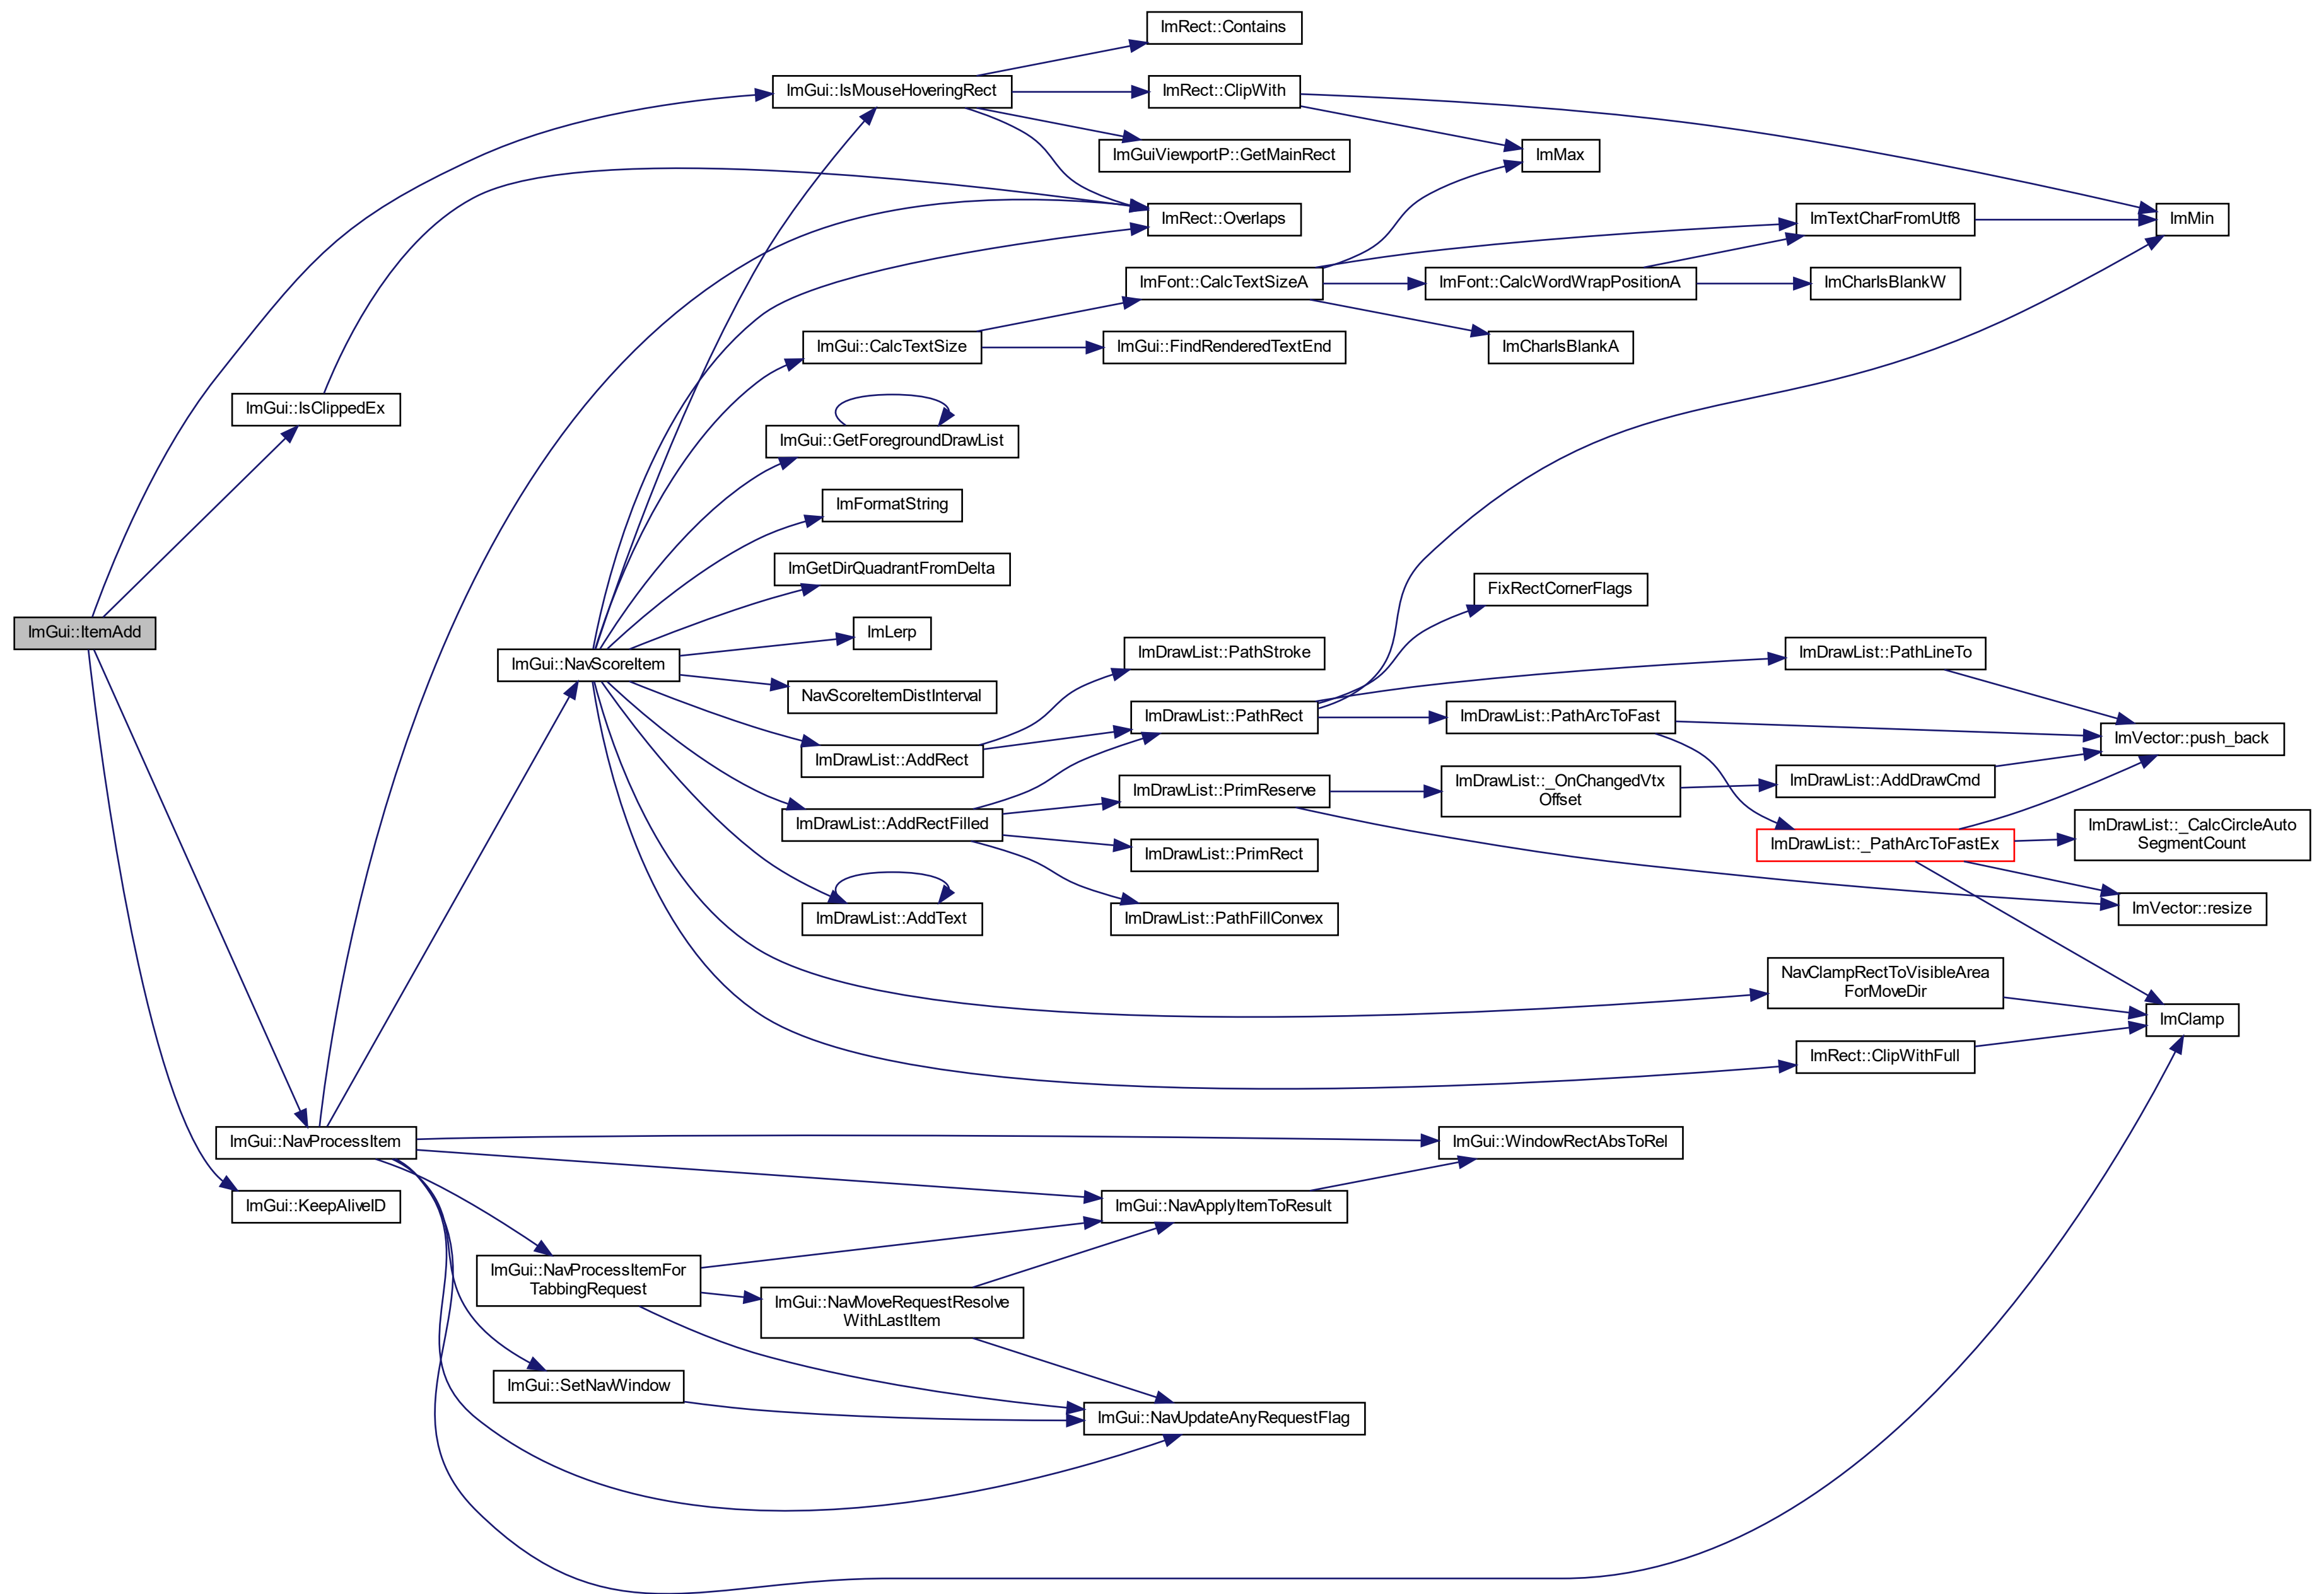 ImRect::Contains
ImGui::IsMouseHoveringRect
ImRect::ClipWith
ImGuiViewportP::GetMainRect
ImMax
ImRect::Overlaps
ImTextCharFromUtf8
ImMin
ImFont::CalcTextSizeA
ImFont::CalcWordWrapPositionA
ImCharIsBlankW
ImGui::CalcTextSize
ImGui::FindRenderedTextEnd
ImCharIsBlankA
ImGui::IsClippedEx
ImGui::GetForegroundDrawList
ImFormatString
ImGetDirQuadrantFromDelta
FixRectCornerFlags
ImGui::ItemAdd
ImLerp
ImGui::NavScoreItem
ImDrawList::PathStroke
ImDrawList::PathLineTo
NavScoreItemDistInterval
ImDrawList::PathRect
ImDrawList::PathArcToFast
ImVector::push_back
ImDrawList::AddRect
ImDrawList::PrimReserve
ImDrawList::_OnChangedVtx
Offset
ImDrawList::AddDrawCmd
ImDrawList::AddRectFilled
ImDrawList::PrimRect
ImDrawList::_PathArcToFastEx
ImDrawList::_CalcCircleAuto
SegmentCount
ImDrawList::AddText
ImDrawList::PathFillConvex
ImVector::resize
NavClampRectToVisibleArea
ForMoveDir
ImClamp
ImRect::ClipWithFull
ImGui::NavProcessItem
ImGui::WindowRectAbsToRel
ImGui::KeepAliveID
ImGui::NavApplyItemToResult
ImGui::NavProcessItemFor
TabbingRequest
ImGui::NavMoveRequestResolve
WithLastItem
ImGui::SetNavWindow
ImGui::NavUpdateAnyRequestFlag